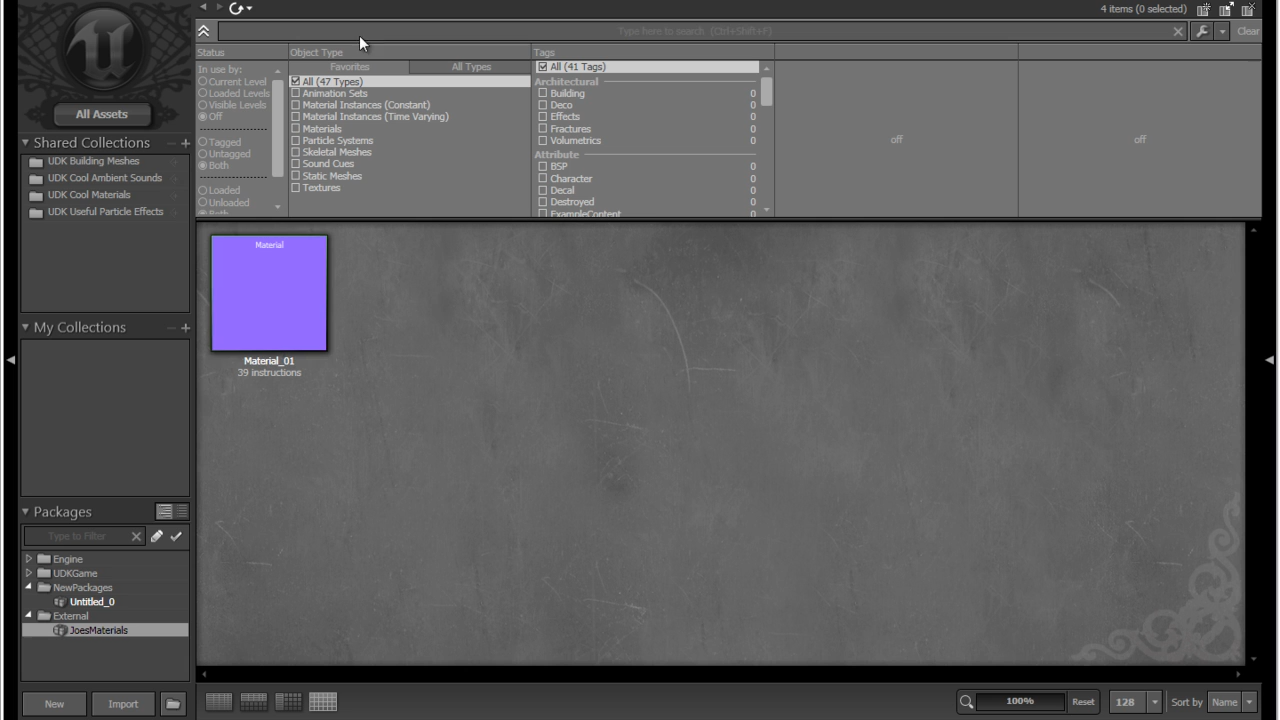 4 items (0 selected)
Type here to search. (Ctrl+Shift+F)
Clear
Status
Object Type
Tags
In use by:
Current Level
Loaded Levels
Visible Levels
Off
Tagged
Untagged
Both
Loaded
Unloaded
Both
Favorites
All Types
All (47 Types)
Animation Sets
Material Instances (Constant)
Material Instances (Time Varying)
Materials
Particle Systems
Skeletal Meshes
Sound Cues
Static Meshes
Textures
All (41 Tags)
Architectural
Building 0
Deco 0
Effects 0
Fractures 0
Volumetrics 0
Attribute
BSP 0
Character 0
Decal 0
Destroyed 0
ExampleContent 0
off
off
All Assets
Shared Collections
UDK Building Meshes
UDK Cool Ambient Sounds
UDK Cool Materials
UDK Useful Particle Effects
My Collections
Packages
Type to Filter
Engine
UDKGame
NewPackages
Untitled_0
External
JoesMaterials
New
Import
Material
Material_01
39 instructions
100%
Reset
128
Sort by
Name